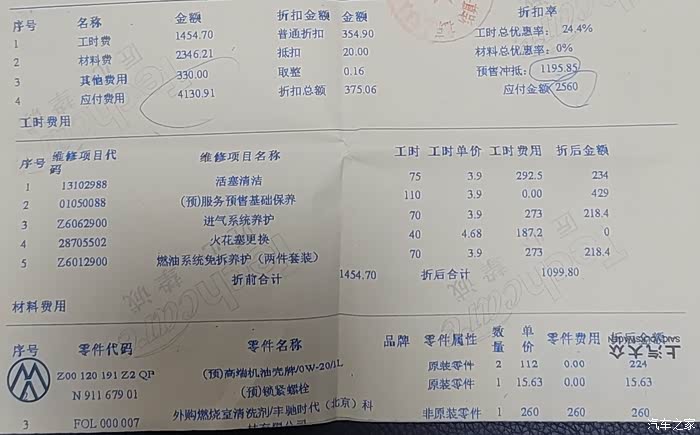 序号 名称 金额 折扣金额 金额 折扣率
1 工时费 1454.70 普通折扣 354.90 工时总优惠率: 24.4%
2 材料费 2346.21 抵扣 20.00 材料总优惠率: 0%
3 其他费用 330.00 取整 0.16 预售冲抵: 1195.85
4 应付费用 4130.91 折扣总额 375.06 应付金额 2560
工时费用
序号 维修项目代码 维修项目名称 工时 工时单价 工时费用 折后金额
1 13102988 活塞清洁 75 3.9 292.5 234
2 01050088 (预)服务预售基础保养 110 3.9 0.00 429
3 Z6062900 进气系统养护 70 3.9 273 218.4
4 28705502 火花塞更换 40 4.68 187.2 0
5 Z6012900 燃油系统免拆养护（两件套装） 70 3.9 273 218.4
折前合计 1454.70 折后合计 1099.80
材料费用
序号 零件代码 零件名称 品牌 零件属性 数量 单价 零件费用 折后金额
上汽大众
SAIC VOLKSWAGEN
Z00 120 191 Z2 QP (预)高端机油壳牌/0W-20/1L 原装零件 2 112 0.00 224
N 911 679 01 (预)锁紧螺栓 原装零件 1 15.63 0.00 15.63
3 FOL 000 007 外购燃烧室清洗剂/丰驰时代（北京）科 非原装零件 1 260 260 260
Techcare 匠 挚 诚
汽车之家